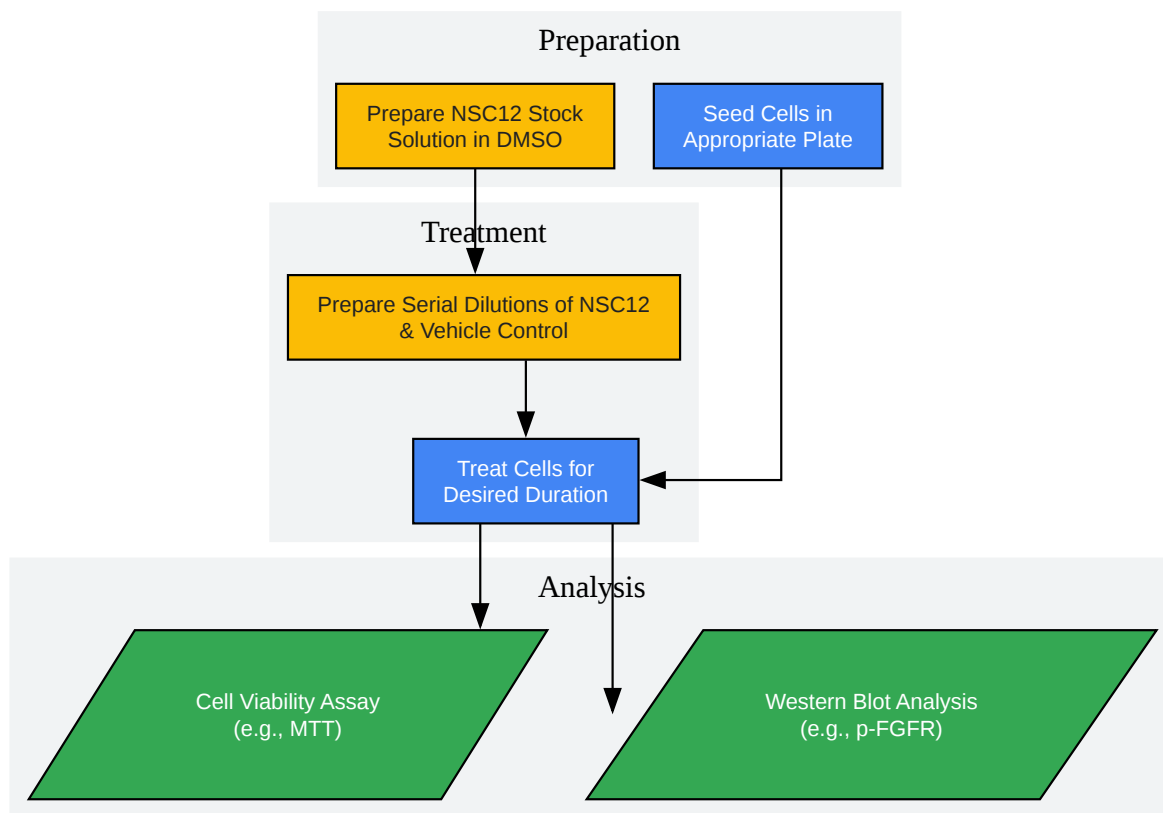 Preparation
Prepare NSC12 Stock
Solution in DMSO
Seed Cells in
Appropriate Plate
Treatment
Prepare Serial Dilutions of NSC12
& Vehicle Control
Treat Cells for
Desired Duration
Analysis
Cell Viability Assay
(e.g., MTT)
Western Blot Analysis
(e.g., p-FGFR)